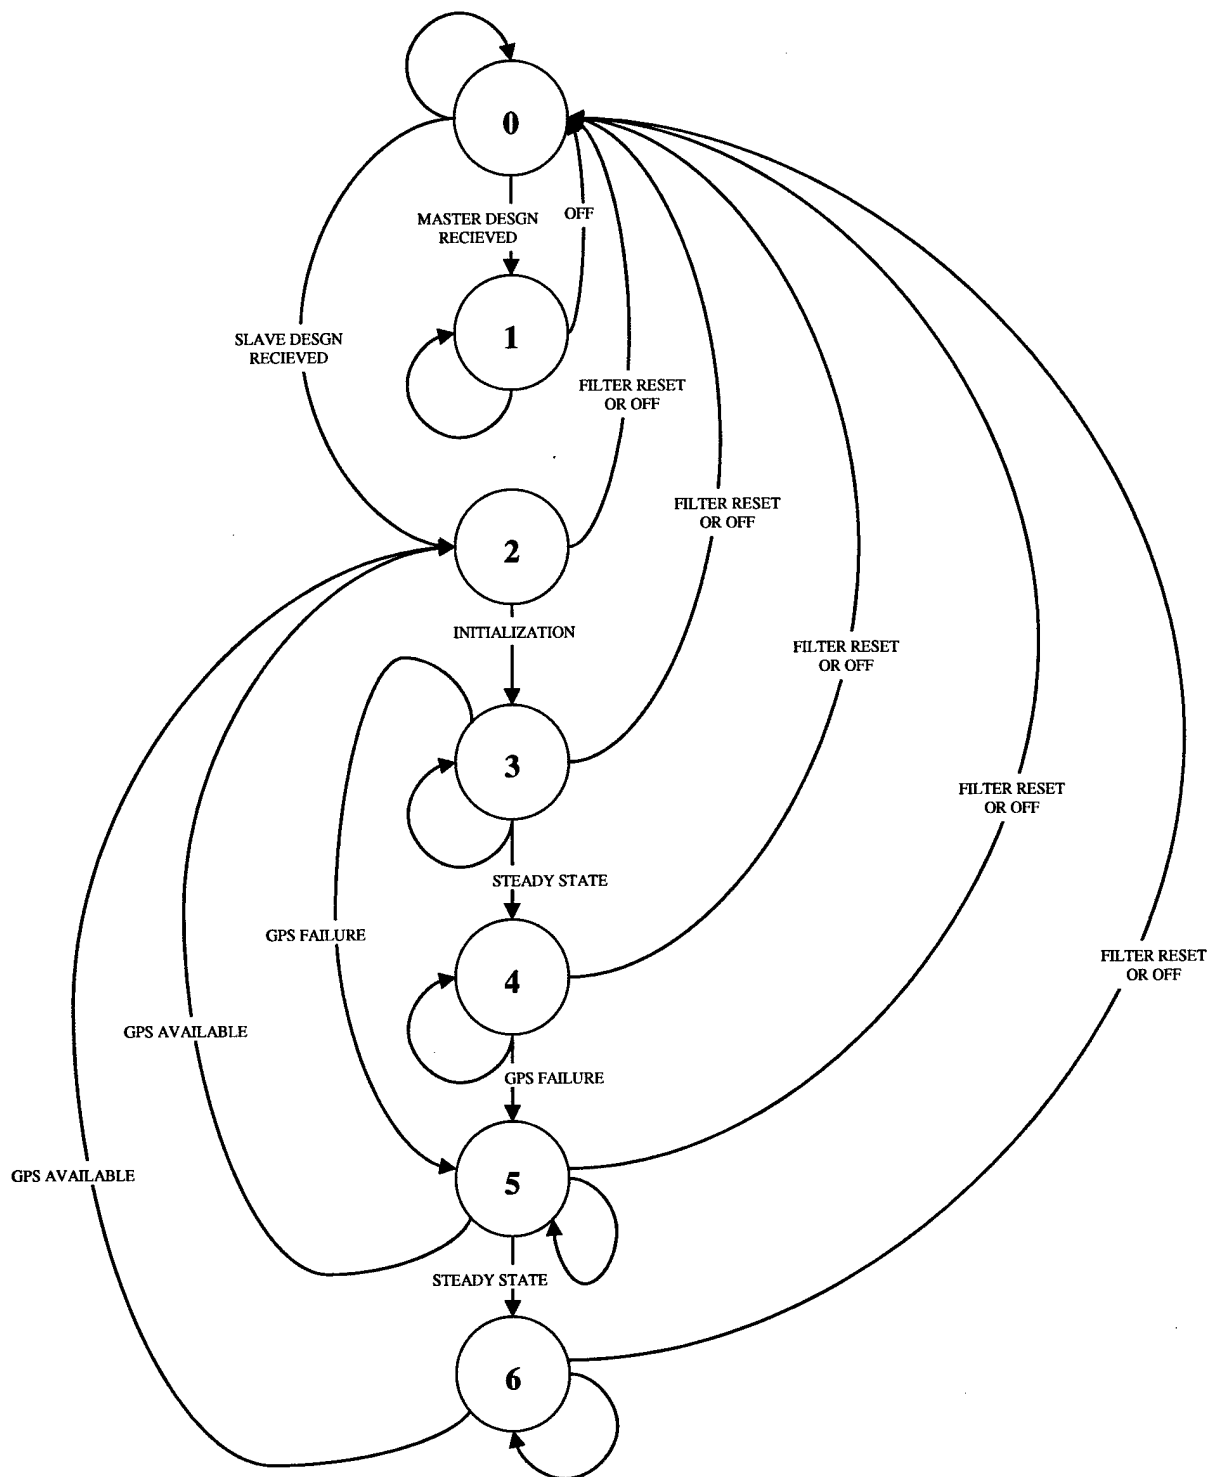 0
MASTER DESGN
RECIEVED
OFF
1
SLAVE DESGN
RECIEVED
FILTER RESET
OR OFF
FILTER RESET
OR OFF
2
INITIALIZATION
FILTER RESET
OR OFF
3
FILTER RESET
OR OFF
STEADY STATE
GPS FAILURE
FILTER RESET
OR OFF
4
GPS AVAILABLE
GPS FAILURE
GPS AVAILABLE
5
STEADY STATE
6